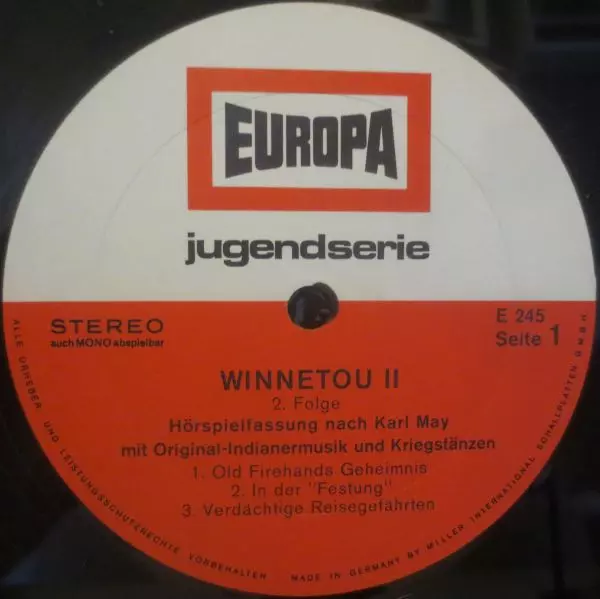 EUROPA
jugendserie
STEREO
auch MONO abspielbar
E 245
Seite 1
WINNETOU II
2. Folge
Hörspielfassung nach Karl May
mit Original-Indianermusik und Kriegstänzen
1. Old Firehands Geheimnis
2. In der "Festung"
3. Verdächtige Reisegefährten
ALLE URHEBER- UND LEISTUNGSSCHUTZRECHTE VORBEHALTEN
MADE IN GERMANY BY MILLER INTERNATIONAL SCHALLPLATTEN GMBH